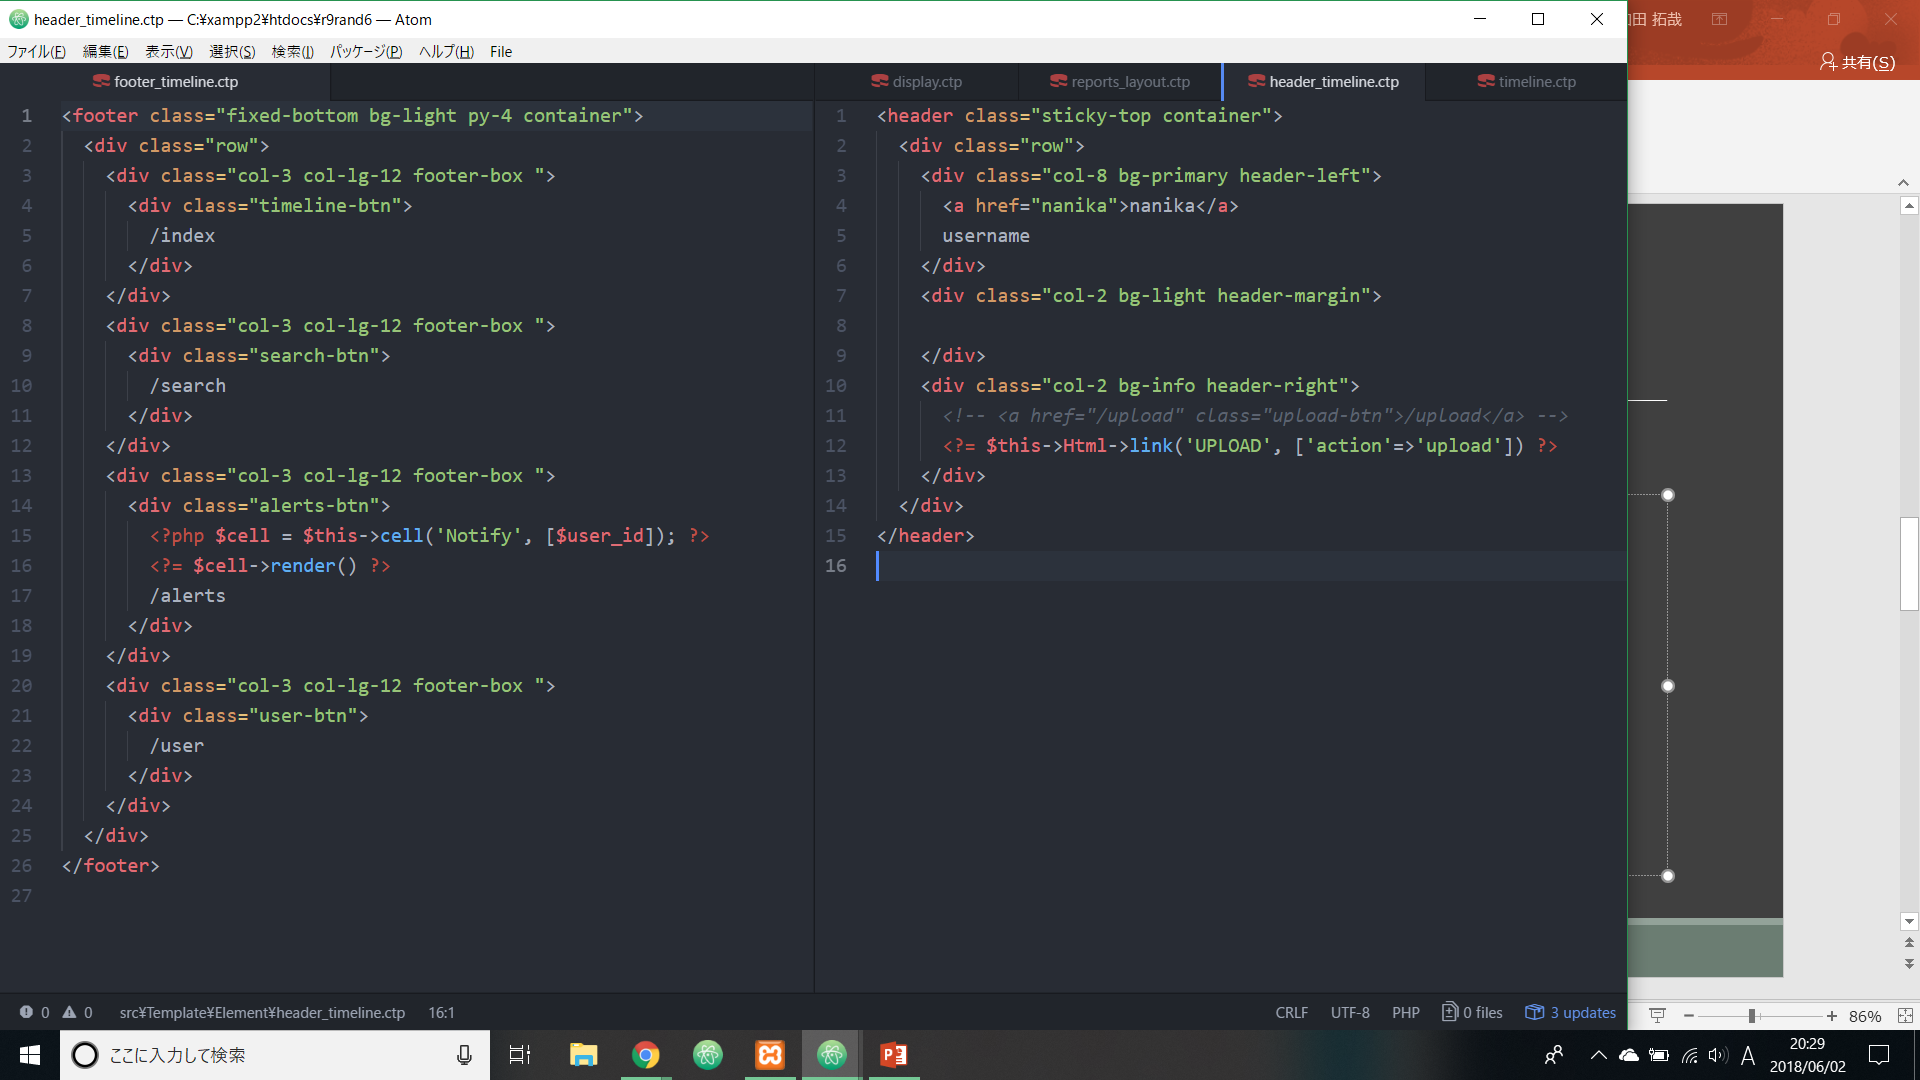 header_timeline.ctp — C:¥xampp2¥htdocs¥r9rand6 — Atom
田 拓哉
ファイル(F) 編集(E) 表示(V) 選択(S) 検索(I) パッケージ(P) ヘルプ(H) File
共有(S)
footer_timeline.ctp
display.ctp reports_layout.ctp header_timeline.ctp timeline.ctp
1 <footer class="fixed-bottom bg-light py-4 container">
2 <div class="row">
3 <div class="col-3 col-lg-12 footer-box ">
4 <div class="timeline-btn">
5 /index
6 </div>
7 </div>
8 <div class="col-3 col-lg-12 footer-box ">
9 <div class="search-btn">
10 /search
11 </div>
12 </div>
13 <div class="col-3 col-lg-12 footer-box ">
14 <div class="alerts-btn">
15 <?php $cell = $this->cell('Notify', [$user_id]); ?>
16 <?= $cell->render() ?>
17 /alerts
18 </div>
19 </div>
20 <div class="col-3 col-lg-12 footer-box ">
21 <div class="user-btn">
22 /user
23 </div>
24 </div>
25 </div>
26 </footer>
27
1 <header class="sticky-top container">
2 <div class="row">
3 <div class="col-8 bg-primary header-left">
4 <a href="nanika">nanika</a>
5 username
6 </div>
7 <div class="col-2 bg-light header-margin">
8
9 </div>
10 <div class="col-2 bg-info header-right">
11 <!-- <a href="/upload" class="upload-btn">/upload</a> -->
12 <?= $this->Html->link('UPLOAD', ['action'=>'upload']) ?>
13 </div>
14 </div>
15 </header>
16
0 0 src¥Template¥Element¥header_timeline.ctp 16:1
CRLF UTF-8 PHP 0 files 3 updates
86%
ここに入力して検索
A
20:29
2018/06/02